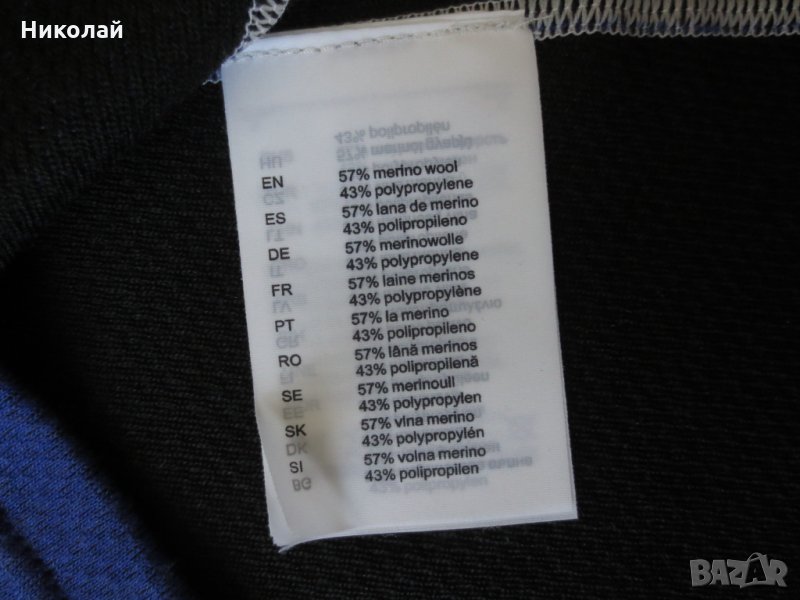 Николай
EN 57% merino wool
43% polypropylene
ES 57% lana de merino
43% polipropileno
DE 57% merinowolle
43% polypropylene
FR 57% laine merinos
43% polypropylène
PT 57% la merino
43% polipropileno
RO 57% lână merinos
43% polipropilenă
SE 57% merinoull
43% polypropylen
SK 57% vlna merino
43% polypropylén
SI 57% volna merino
43% polipropilen
BAZAR